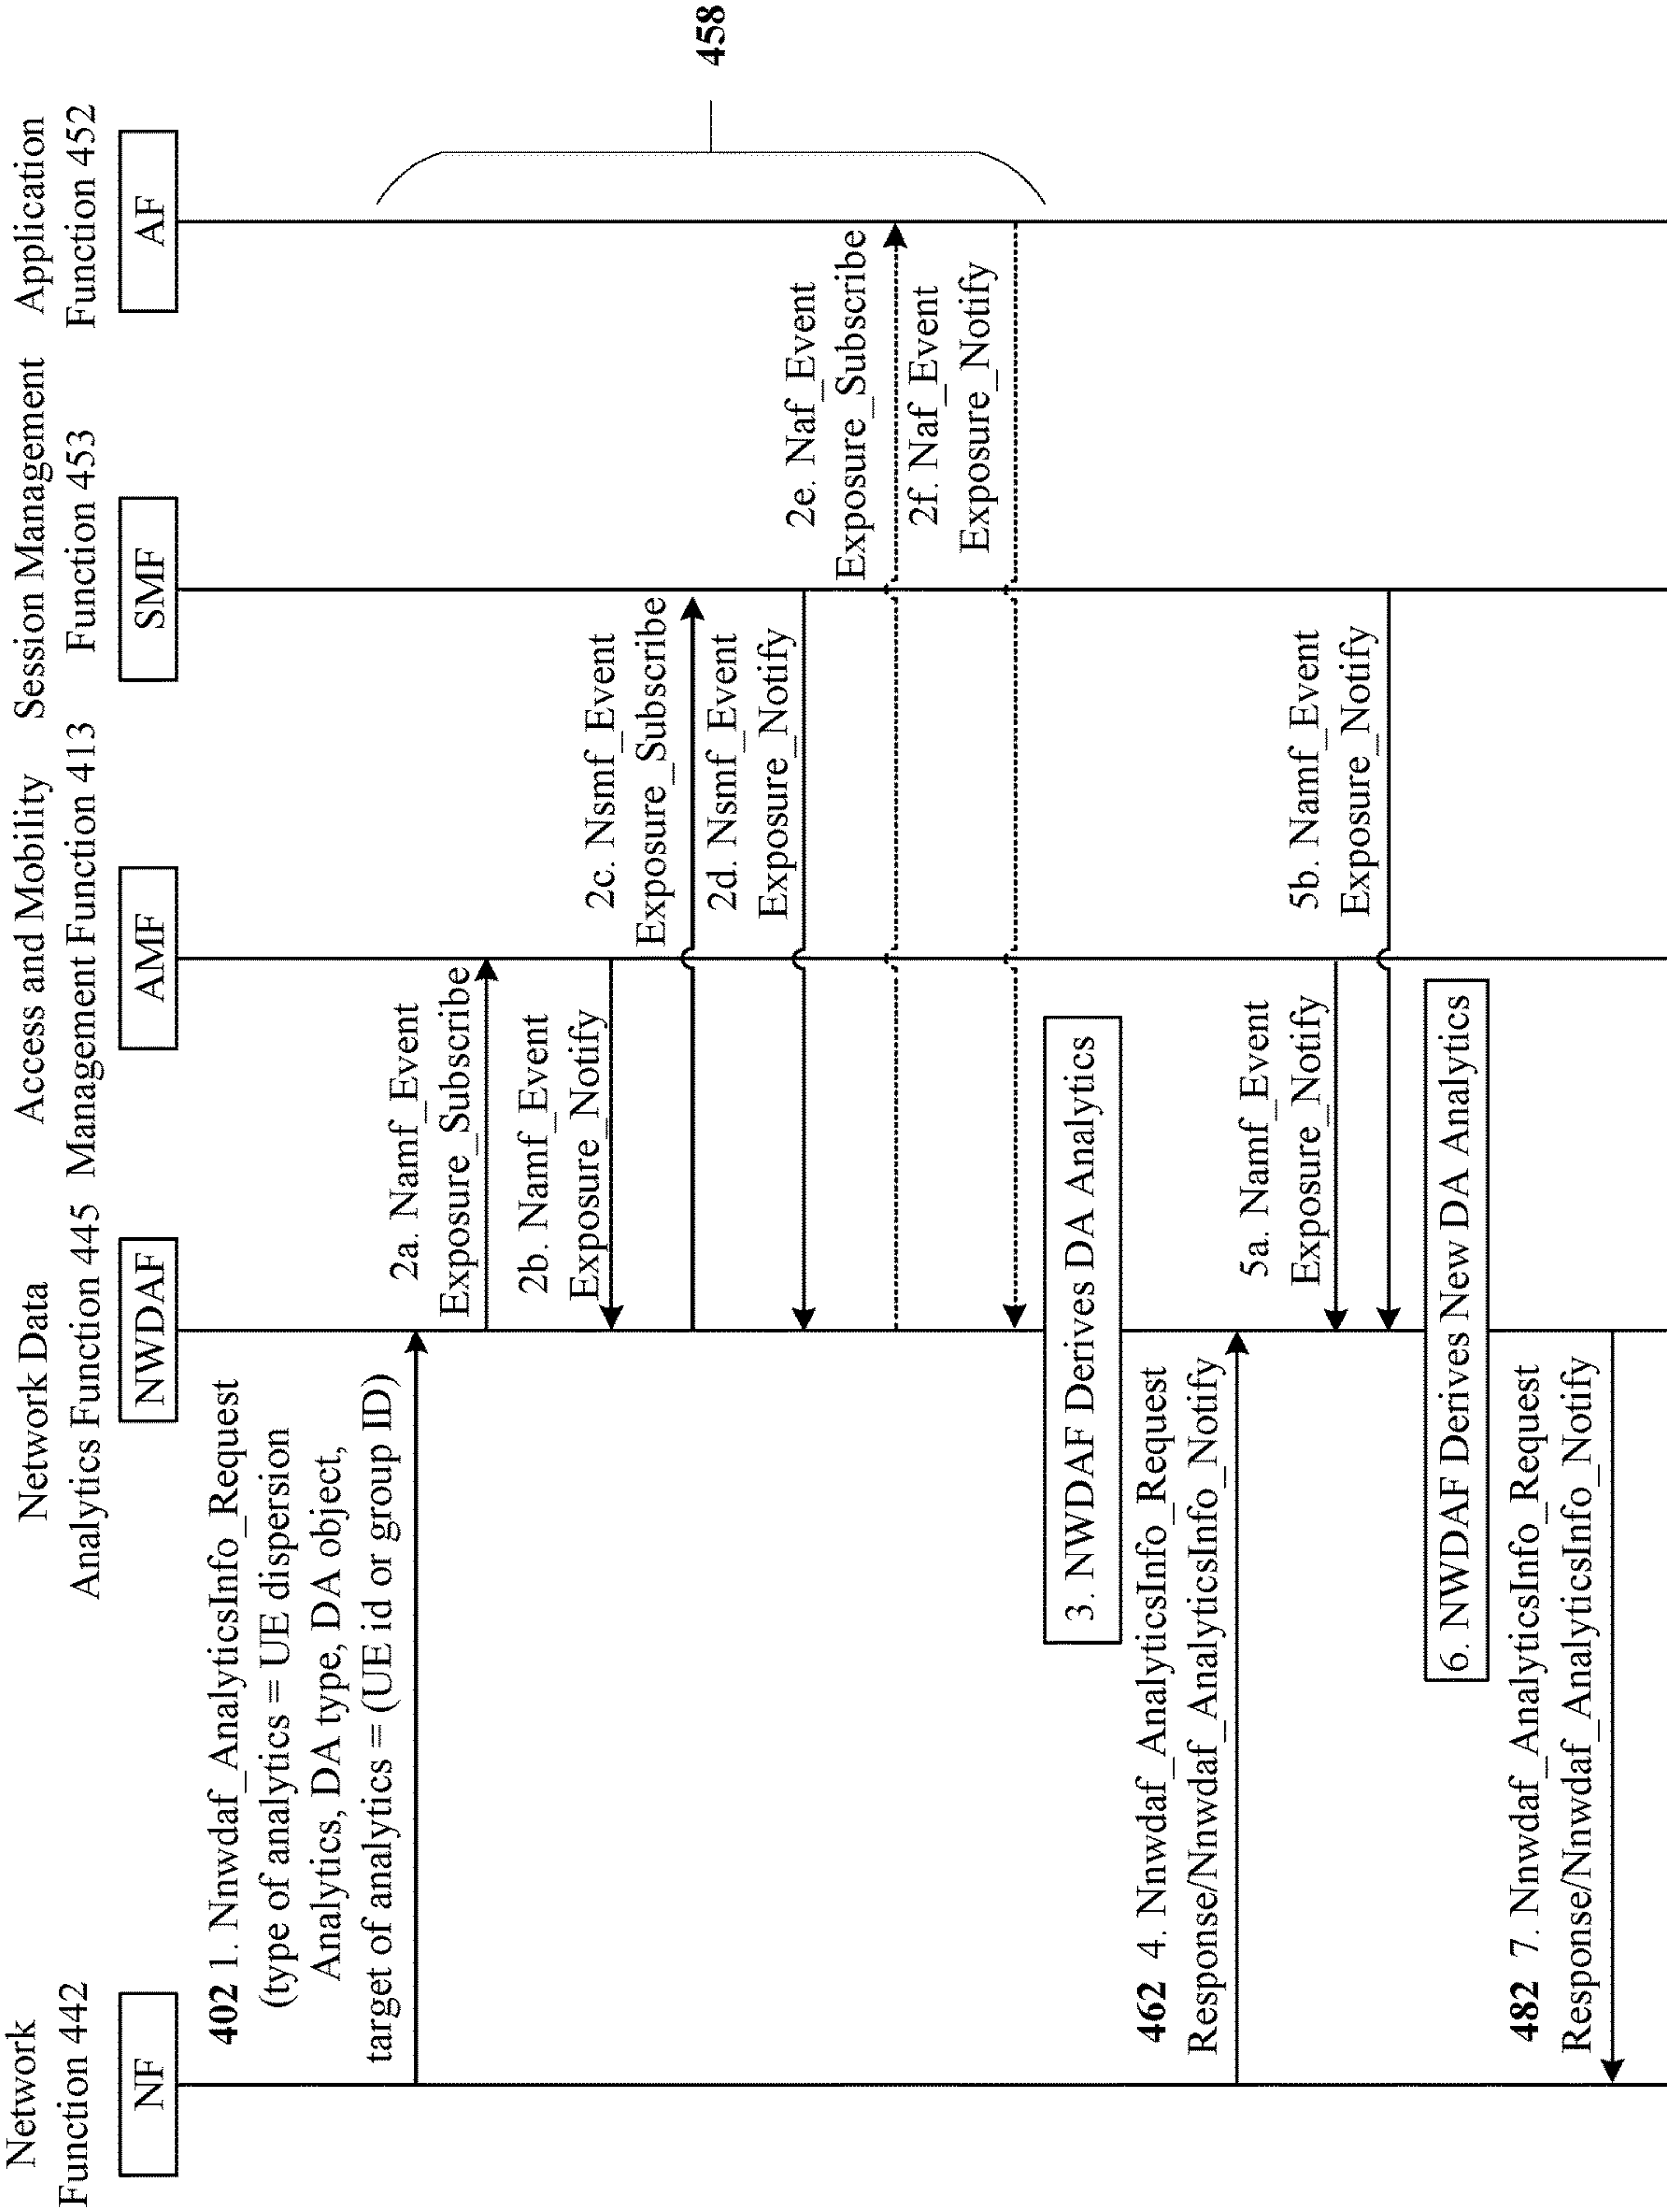 Network
Function 442
NF
Network Data
Analytics Function 445
NWDAF
Access and Mobility
Management Function 413
AMF
Session Management
Function 453
SMF
Application
Function 452
AF
402 1. Nnwdaf_AnalyticsInfo_Request
(type of analytics = UE dispersion
Analytics, DA type, DA object,
target of analytics = (UE id or group ID)
2a. Namf_Event
Exposure_Subscribe
2b. Namf_Event
Exposure_Notify
2c. Nsmf_Event
Exposure_Subscribe
2d. Nsmf_Event
Exposure_Notify
2e. Naf_Event
Exposure_Subscribe
2f. Naf_Event
Exposure_Notify
458
3. NWDAF Derives DA Analytics
462 4. Nnwdaf_AnalyticsInfo_Request
Response/Nnwdaf_AnalyticsInfo_Notify
5a. Namf_Event
Exposure_Notify
5b. Namf_Event
Exposure_Notify
6. NWDAF Derives New DA Analytics
482 7. Nnwdaf_AnalyticsInfo_Request
Response/Nnwdaf_AnalyticsInfo_Notify